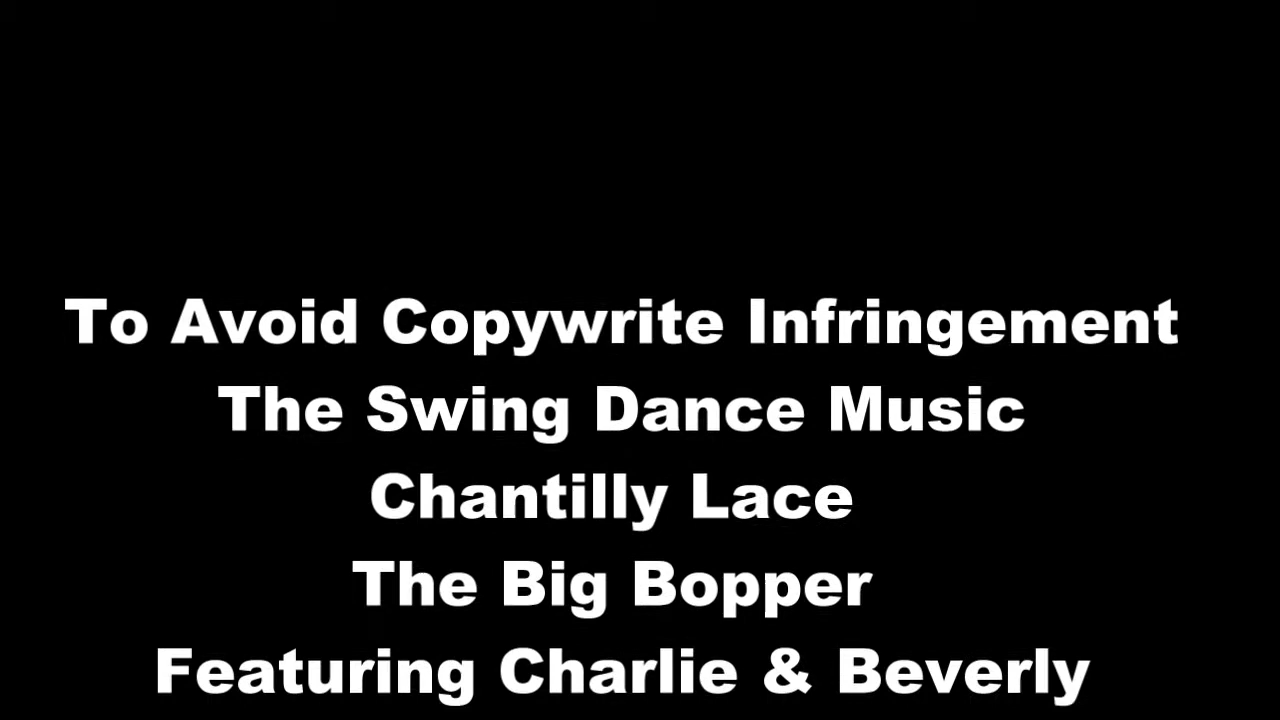 To Avoid Copywrite Infringement
The Swing Dance Music
Chantilly Lace
The Big Bopper
Featuring Charlie & Beverly